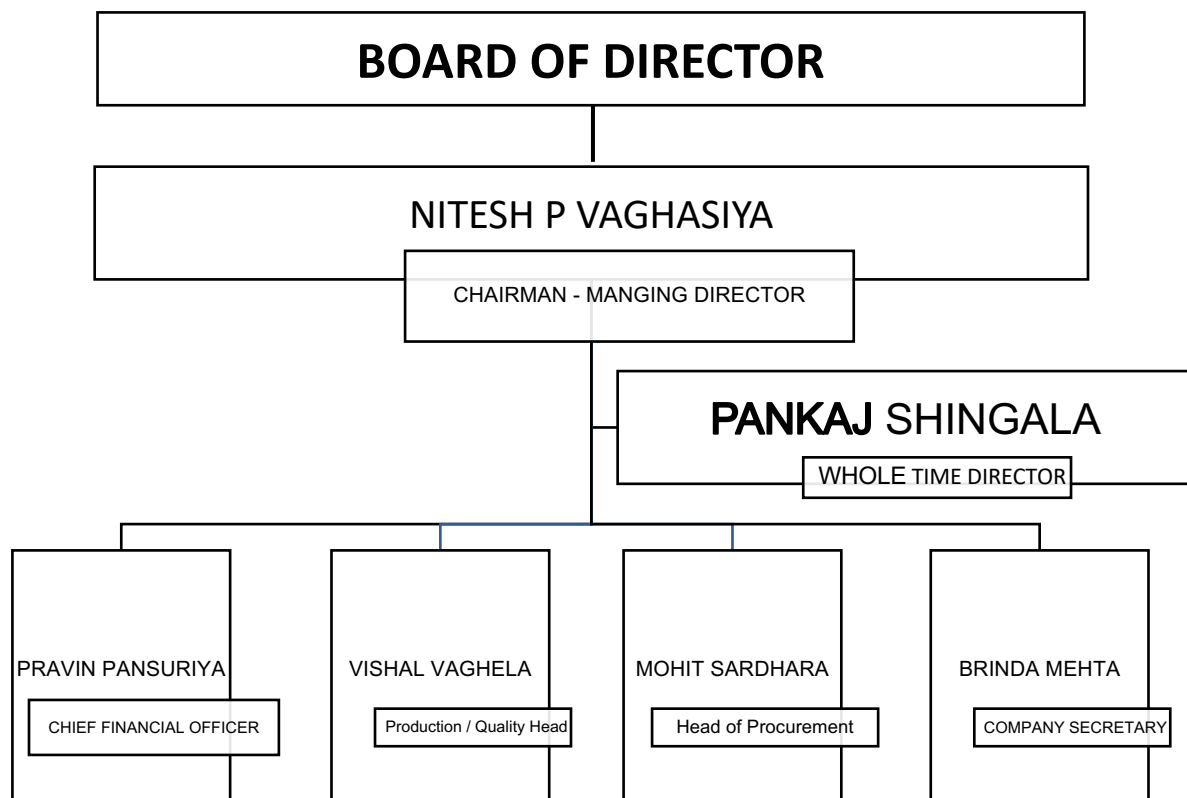 BOARD OF DIRECTOR
NITESH P VAGHASIYA
CHAIRMAN - MANGING DIRECTOR
PANKAJ SHINGALA
WHOLE TIME DIRECTOR
PRAVIN PANSURIYA
CHIEF FINANCIAL OFFICER
VISHAL VAGHELA
Production / Quality Head
MOHIT SARDHARA
Head of Procurement
BRINDA MEHTA
COMPANY SECRETARY